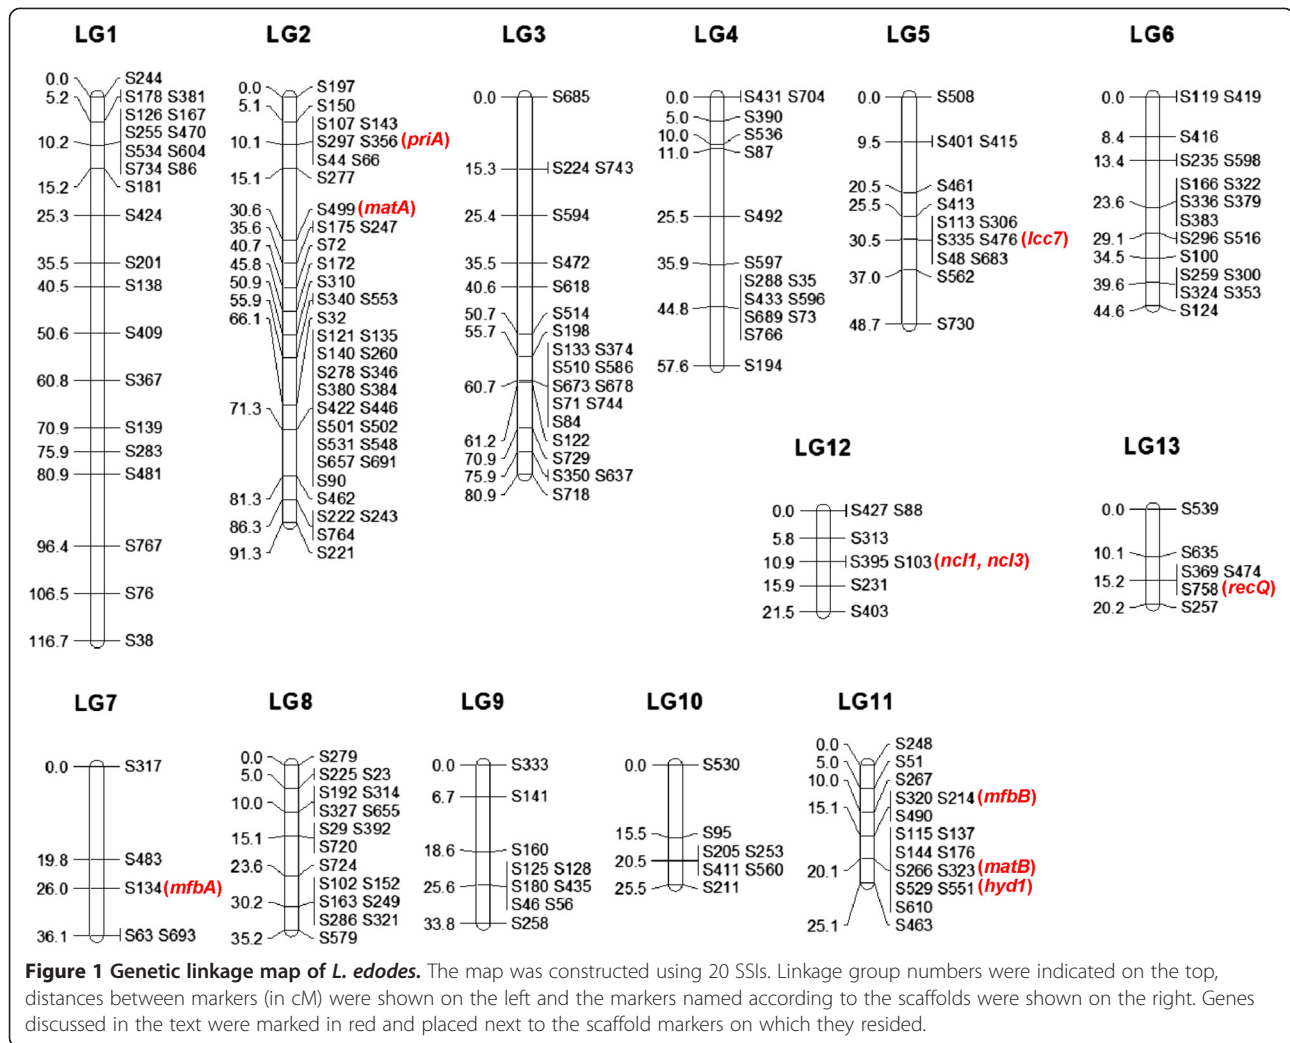 LG1
0.0 S244
5.2 S178 S381
S126 S167
S255 S470
10.2 S534 S604
S734 S86
15.2 S181
25.3 S424
35.5 S201
40.5 S138
50.6 S409
60.8 S367
70.9 S139
75.9 S283
80.9 S481
96.4 S767
106.5 S76
116.7 S38
LG2
0.0 S197
5.1 S150
S107 S143
10.1 S297 S356 (priA)
S44 S66
15.1 S277
30.6 S499 (matA)
35.6 S175 S247
40.7 S72
45.8 S172
50.9 S310
55.9 S340 S553
66.1 S32
S121 S135
S140 S260
S278 S346
S380 S384
71.3 S422 S446
S501 S502
S531 S548
S657 S691
S90
81.3 S462
86.3 S222 S243
S764
91.3 S221
LG3
0.0 S685
15.3 S224 S743
25.4 S594
35.5 S472
40.6 S618
50.7 S514
55.7 S198
S133 S374
S510 S586
60.7 S673 S678
S71 S744
S84
61.2 S122
70.9 S729
75.9 S350 S637
80.9 S718
LG4
0.0 S431 S704
5.0 S390
10.0 S536
11.0 S87
25.5 S492
35.9 S597
S288 S35
S433 S596
44.8 S689 S73
S766
57.6 S194
LG5
0.0 S508
9.5 S401 S415
20.5 S461
25.5 S413
S113 S306
30.5 S335 S476 (lcc7)
S48 S683
37.0 S562
48.7 S730
LG6
0.0 S119 S419
8.4 S416
13.4 S235 S598
S166 S322
23.6 S336 S379
S383
29.1 S296 S516
34.5 S100
S259 S300
39.6 S324 S353
44.6 S124
LG12
0.0 S427 S88
5.8 S313
10.9 S395 S103 (ncl1, ncl3)
15.9 S231
21.5 S403
LG13
0.0 S539
10.1 S635
15.2 S369 S474
S758 (recQ)
20.2 S257
LG7
0.0 S317
19.8 S483
26.0 S134 (mfbA)
36.1 S63 S693
LG8
0.0 S279
5.0 S225 S23
S192 S314
10.0 S327 S655
15.1 S29 S392
S720
23.6 S724
S102 S152
30.2 S163 S249
S286 S321
35.2 S579
LG9
0.0 S333
6.7 S141
18.6 S160
S125 S128
25.6 S180 S435
S46 S56
33.8 S258
LG10
0.0 S530
15.5 S95
20.5 S205 S253
S411 S560
25.5 S211
LG11
0.0 S248
5.0 S51
10.0 S267
15.1 S320 S214 (mfbB)
S490
S115 S137
S144 S176
20.1 S266 S323 (matB)
S529 S551 (hyd1)
S610
25.1 S463
Figure 1 Genetic linkage map of L. edodes. The map was constructed using 20 SSIs. Linkage group numbers were indicated on the top,
distances between markers (in cM) were shown on the left and the markers named according to the scaffolds were shown on the right. Genes
discussed in the text were marked in red and placed next to the scaffold markers on which they resided.